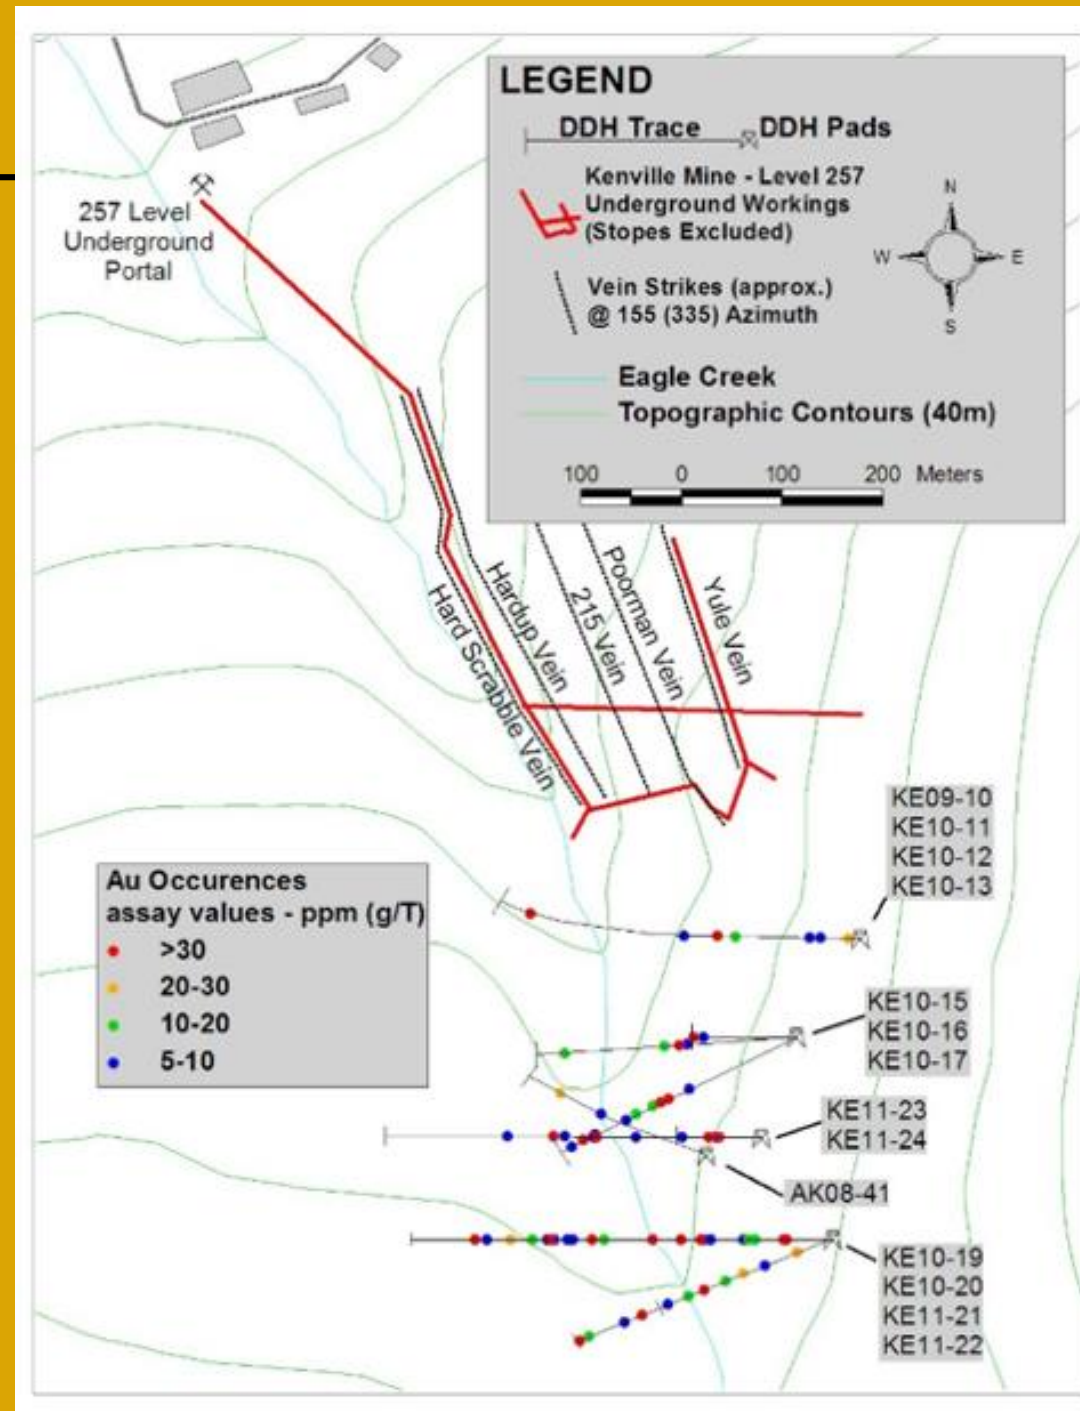 LEGEND
DDH Trace
DDH Pads
Kenville Mine - Level 257
Underground Workings
(Stopes Excluded)
Vein Strikes (approx.)
@ 155 (335) Azimuth
Eagle Creek
Topographic Contours (40m)
100 0 100 200 Meters
N
W E
S
257 Level
Underground
Portal
Hard Scrabble Vein
Hardup Vein
215 Vein
Poorman Vein
Yule Vein
KE09-10
KE10-11
KE10-12
KE10-13
Au Occurences
assay values - ppm (g/T)
>30
20-30
10-20
5-10
KE10-15
KE10-16
KE10-17
KE11-23
KE11-24
AK08-41
KE10-19
KE10-20
KE11-21
KE11-22